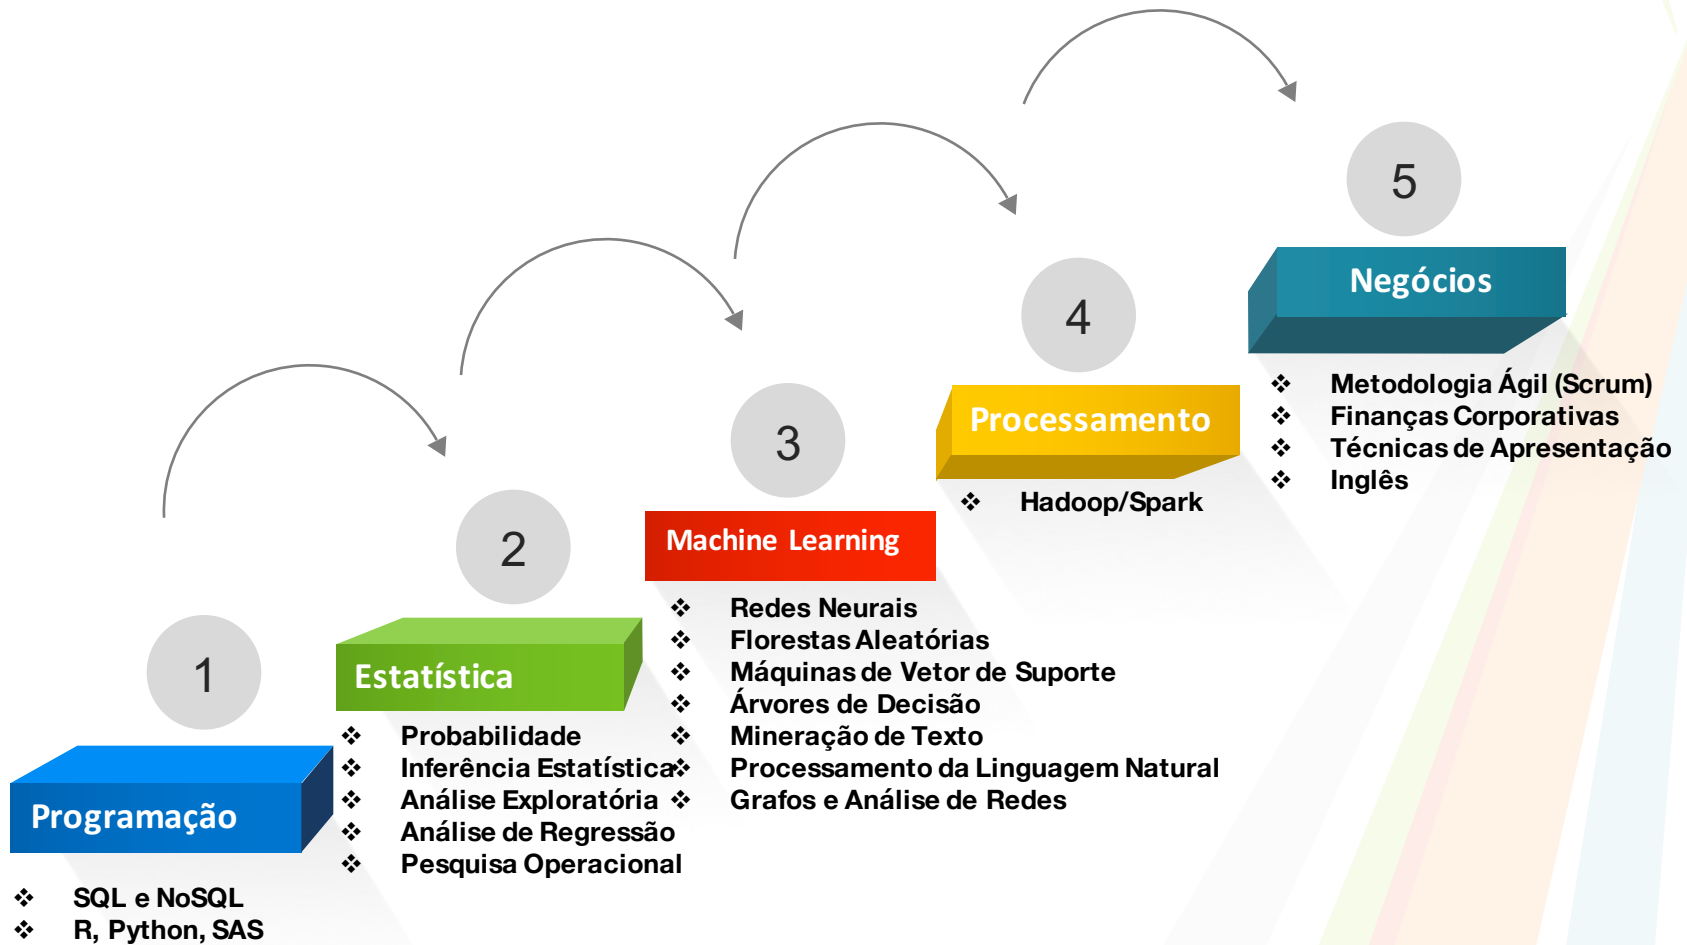 1
Programação
SQL e NoSQL
R, Python, SAS
2
Estatística
Probabilidade
Inferência Estatística
Análise Exploratória
Análise de Regressão
Pesquisa Operacional
3
Machine Learning
Redes Neurais
Florestas Aleatórias
Máquinas de Vetor de Suporte
Árvores de Decisão
Mineração de Texto
Processamento da Linguagem Natural
Grafos e Análise de Redes
4
Processamento
Hadoop/Spark
5
Negócios
Metodologia Ágil (Scrum)
Finanças Corporativas
Técnicas de Apresentação
Inglês